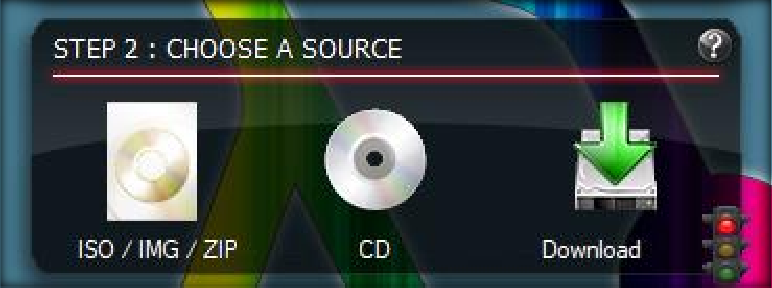 STEP 2 : CHOOSE A SOURCE
?
ISO / IMG / ZIP
CD
Download